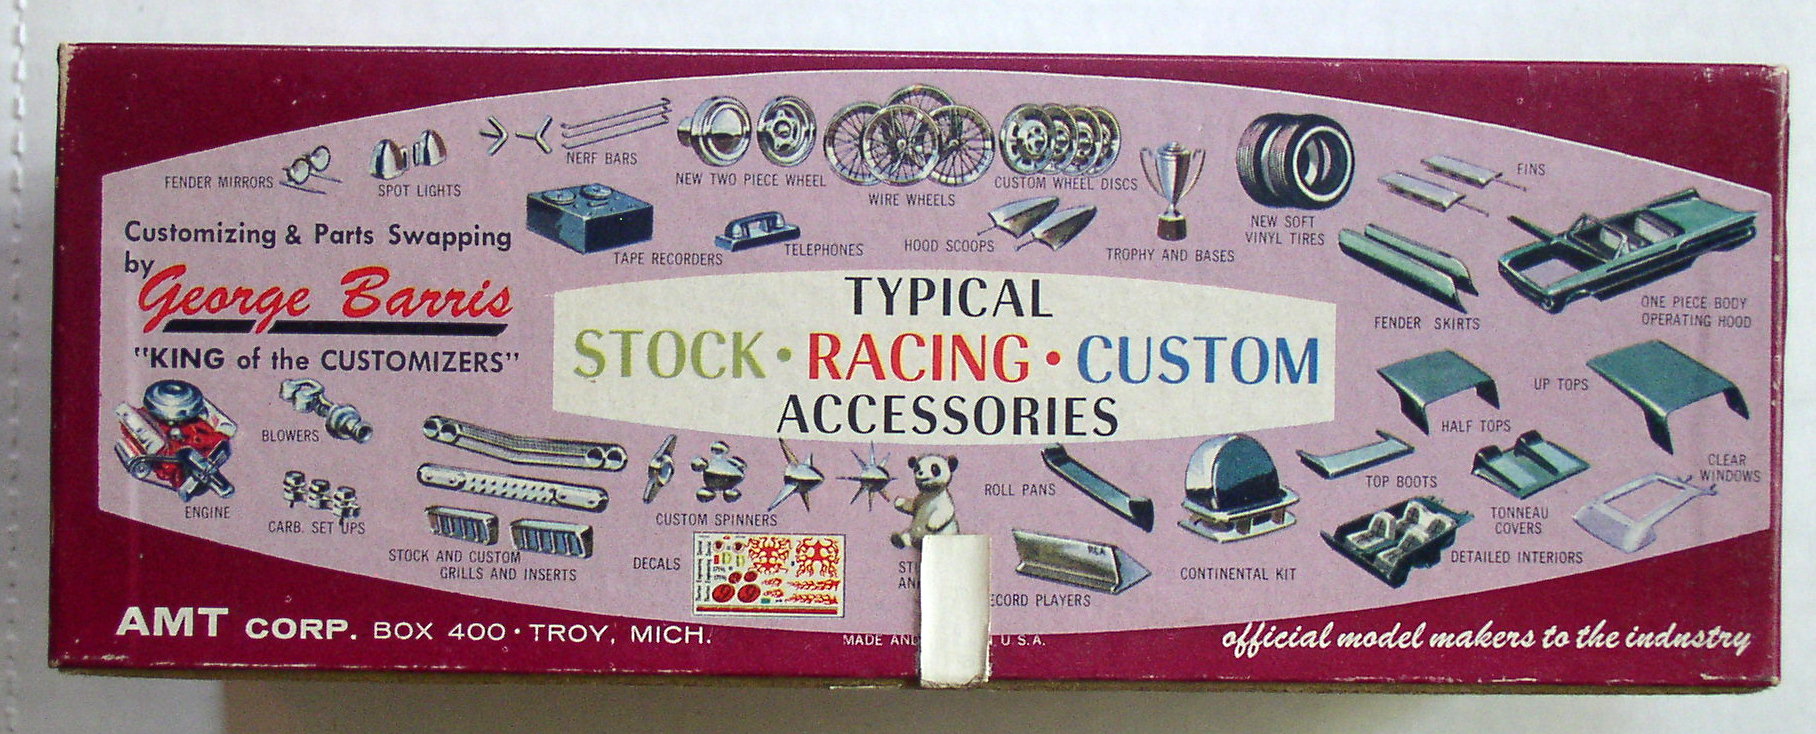 FENDER MIRRORS
SPOT LIGHTS
NERF BARS
NEW TWO PIECE WHEEL
WIRE WHEELS
CUSTOM WHEEL DISCS
TAPE RECORDERS
TELEPHONES
HOOD SCOOPS
TROPHY AND BASES
NEW SOFT
VINYL TIRES
FINS
FENDER SKIRTS
ONE PIECE BODY
OPERATING HOOD
Customizing & Parts Swapping
by
George Barris
"KING of the CUSTOMIZERS"
TYPICAL
STOCK • RACING • CUSTOM
ACCESSORIES
UP TOPS
HALF TOPS
ENGINE
BLOWERS
CARB. SET UPS
STOCK AND CUSTOM
GRILLS AND INSERTS
CUSTOM SPINNERS
DECALS
ROLL PANS
CONTINENTAL KIT
TOP BOOTS
TONNEAU
COVERS
CLEAR
WINDOWS
DETAILED INTERIORS
PLAYERS
AMT CORP. BOX 400 • TROY, MICH.
MADE U.S.A.
official model makers to the industry